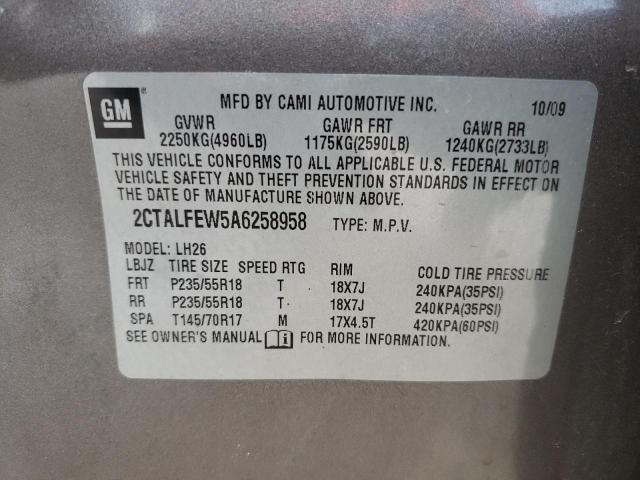 GM
MFD BY CAMI AUTOMOTIVE INC. 10/09
GVWR GAWR FRT GAWR RR
2250KG(4960LB) 1175KG(2590LB) 1240KG(2733LB)
THIS VEHICLE CONFORMS TO ALL APPLICABLE U.S. FEDERAL MOTOR
VEHICLE SAFETY AND THEFT PREVENTION STANDARDS IN EFFECT ON
THE DATE OF MANUFACTURE SHOWN ABOVE.
2CTALFEW5A6258958 TYPE: M.P.V.
MODEL: LH26
LBJZ TIRE SIZE SPEED RTG RIM COLD TIRE PRESSURE
FRT P235/55R18 T 18X7J 240KPA(35PSI)
RR P235/55R18 T 18X7J 240KPA(35PSI)
SPA T145/70R17 M 17X4.5T 420KPA(60PSI)
SEE OWNER'S MANUAL i FOR MORE INFORMATION.